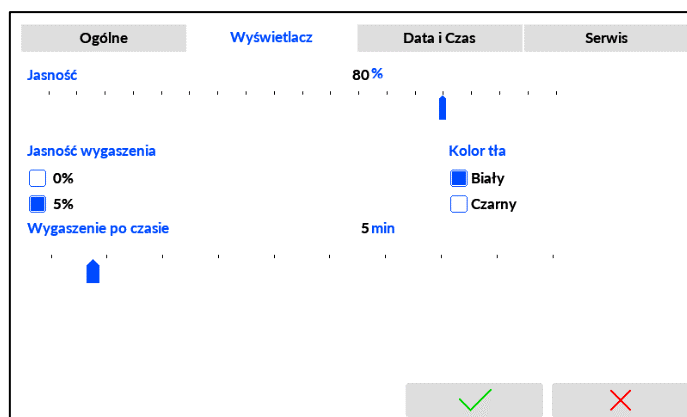 Ogólne Wyświetlacz Data i Czas Serwis
Jasność 80 %
Jasność wygaszenia Kolor tła
0% Biały
5% Czarny
Wygaszenie po czasie 5 min